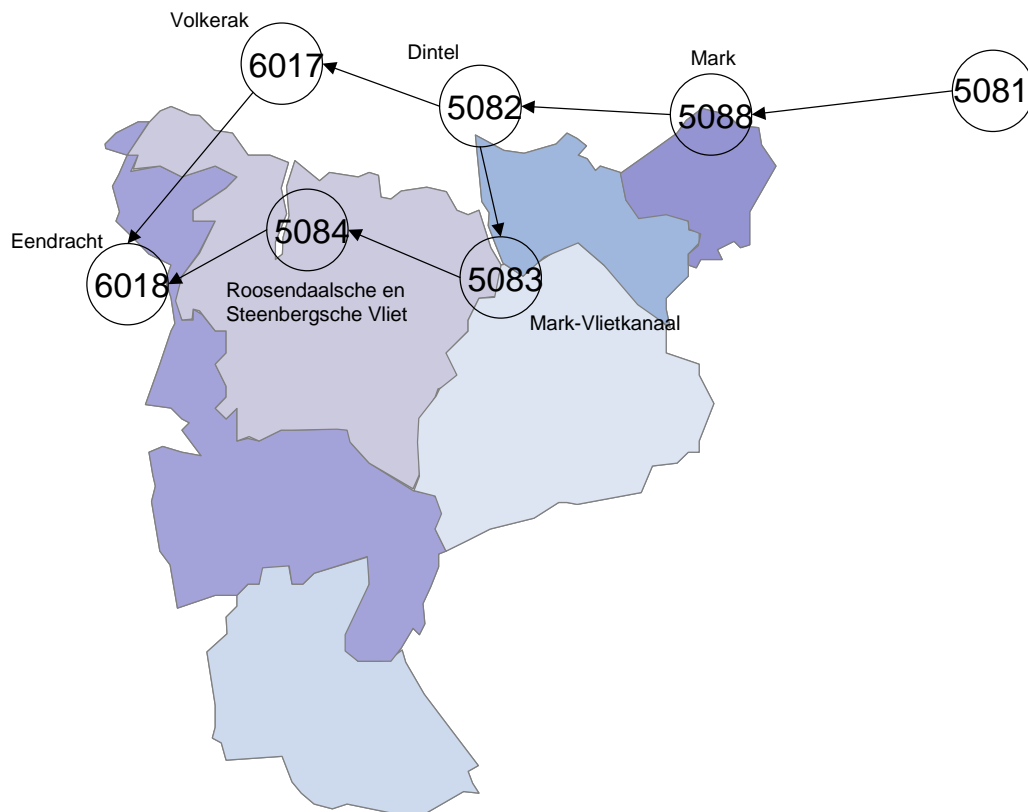 Volkerak
6017
Dintel
5082
Mark
5088
5081
Eendracht
6018
5084
Roosendaalsche en
Steenbergsche Vliet
5083
Mark-Vlietkanaal